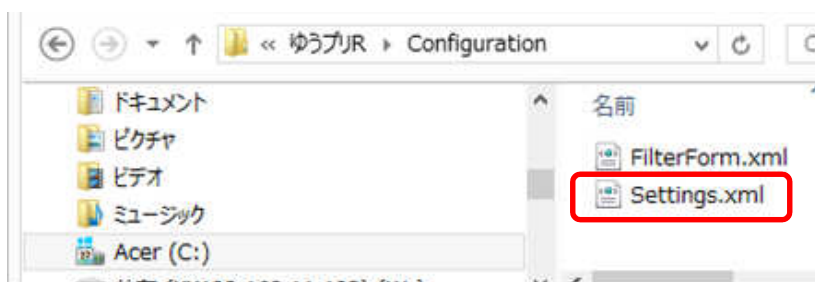 « ゆうプリR ▸ Configuration
ドキュメント
ピクチャ
ビデオ
ミュージック
Acer (C:)
名前
FilterForm.xml
Settings.xml